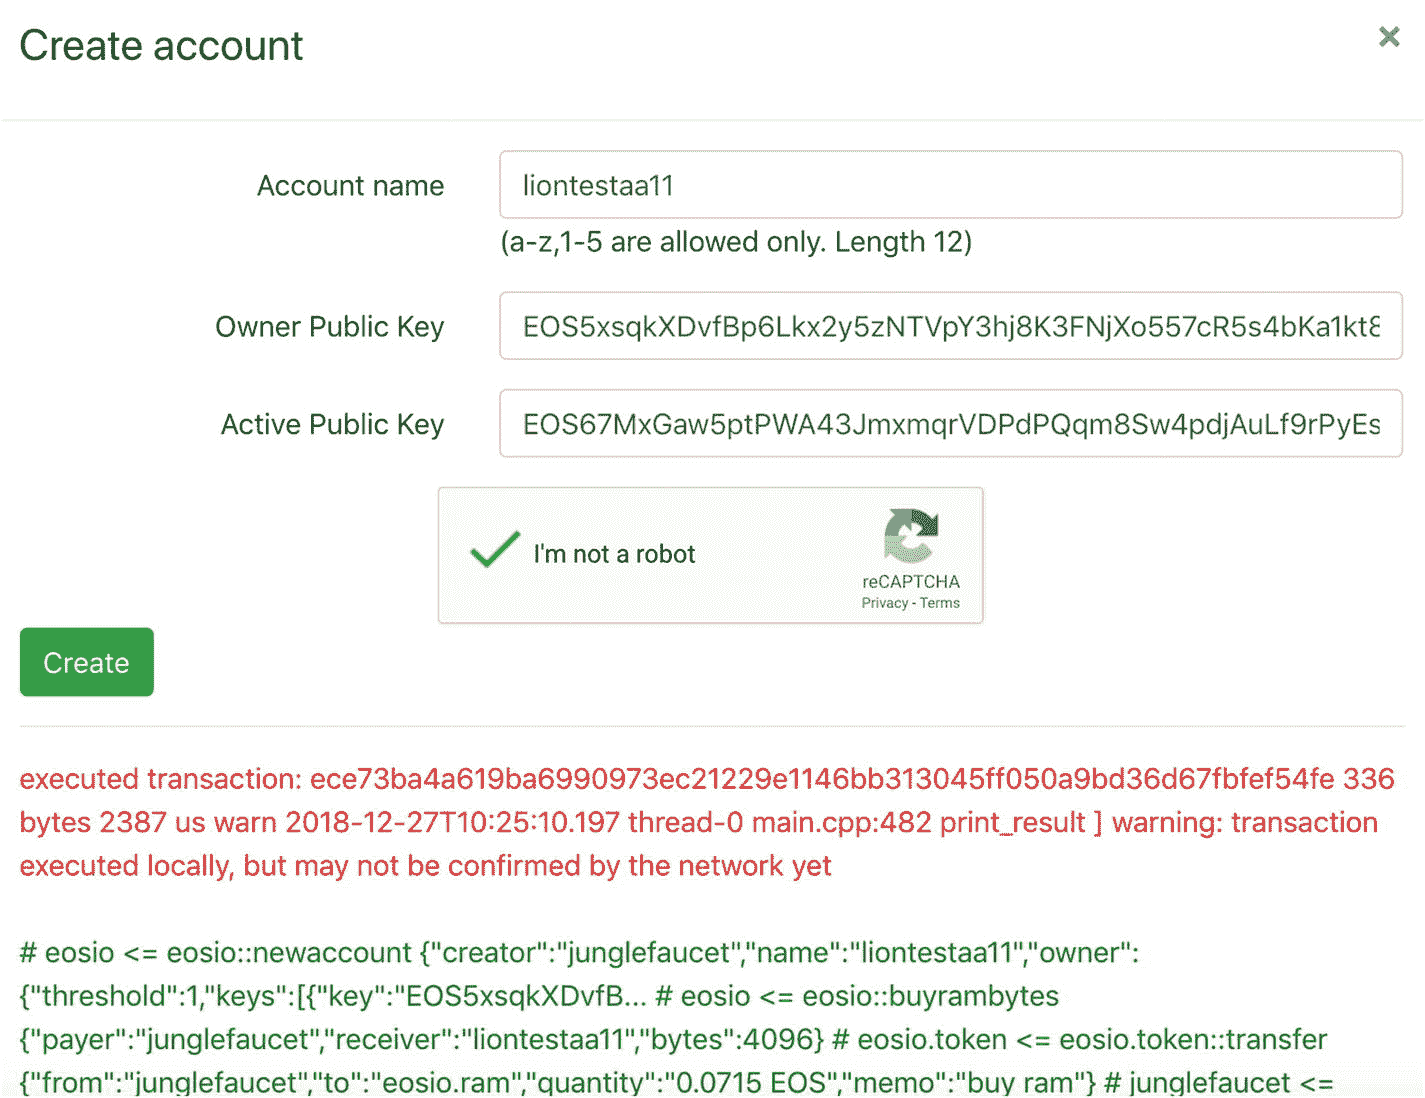 Create account
×
Account name
liontestaa11
(a-z,1-5 are allowed only. Length 12)
Owner Public Key
EOS5xsqkXDvfBp6Lkx2y5zNTVpY3hj8K3FNjXo557cR5s4bKa1kt8
Active Public Key
EOS67MxGaw5ptPWA43JmxmqrVDPdPQqm8Sw4pdjAuLf9rPyEs
I'm not a robot
reCAPTCHA
Privacy - Terms
Create
executed transaction: ece73ba4a619ba6990973ec21229e1146bb313045ff050a9bd36d67fbfef54fe 336
bytes 2387 us warn 2018-12-27T10:25:10.197 thread-0 main.cpp:482 print_result ] warning: transaction
executed locally, but may not be confirmed by the network yet
# eosio <= eosio::newaccount {"creator":"junglefaucet","name":"liontestaa11","owner":
{"threshold":1,"keys":[{"key":"EOS5xsqkXDvfB... # eosio <= eosio::buyrambytes
{"payer":"junglefaucet","receiver":"liontestaa11","bytes":4096} # eosio.token <= eosio.token::transfer
{"from":"junglefaucet","to":"eosio.ram","quantity":"0.0715 EOS","memo":"buy ram"} # junglefaucet <=